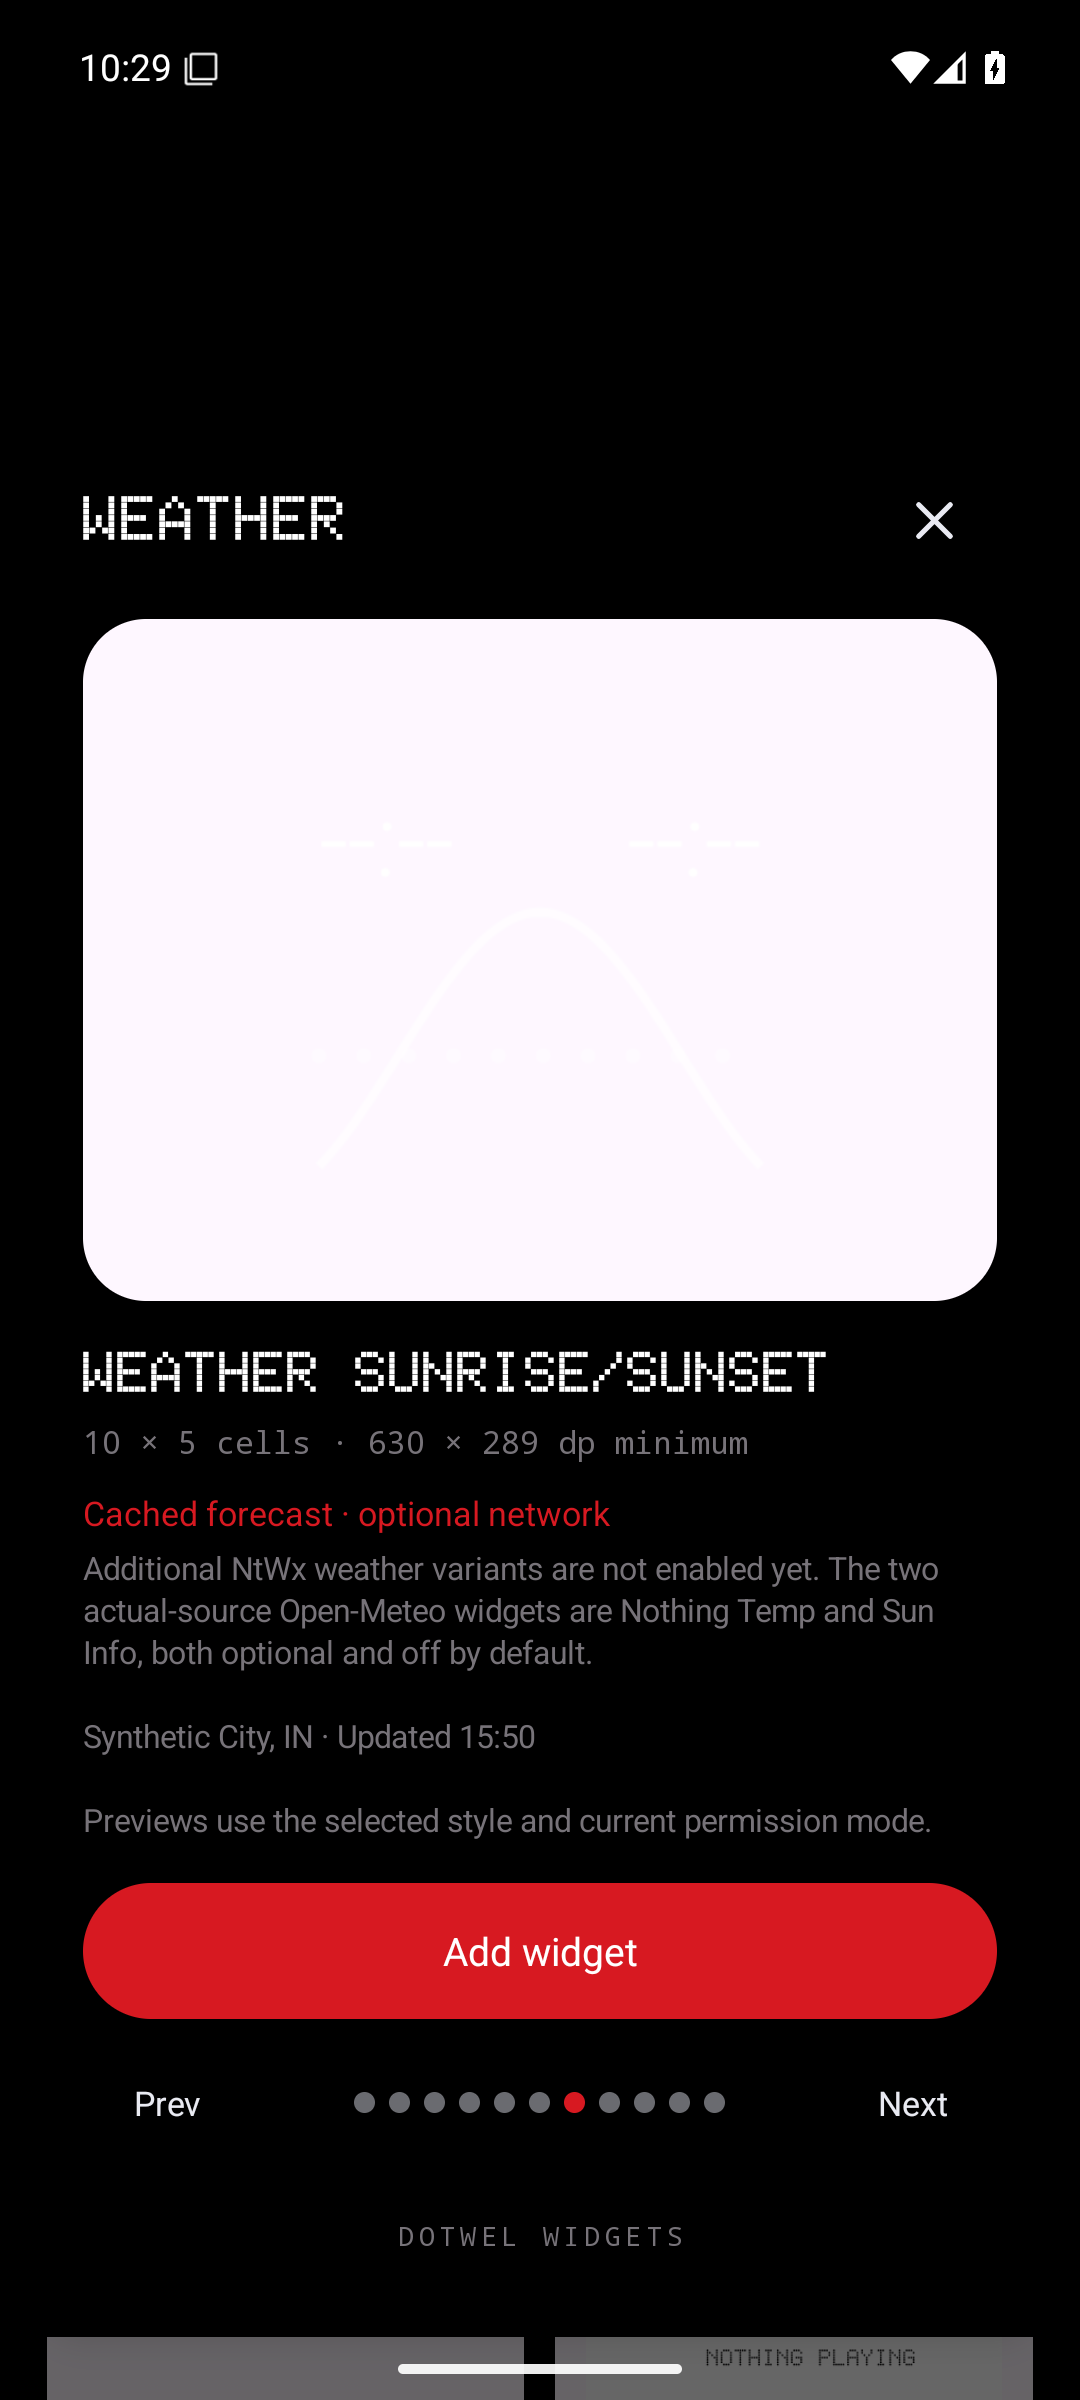 10:29
WEATHER
--:-- --:--
WEATHER SUNRISE/SUNSET
10 × 5 cells · 630 × 289 dp minimum
Cached forecast · optional network
Additional NtWx weather variants are not enabled yet. The two
actual-source Open-Meteo widgets are Nothing Temp and Sun
Info, both optional and off by default.
Synthetic City, IN · Updated 15:50
Previews use the selected style and current permission mode.
Add widget
Prev
Next
DOTWEL WIDGETS
NOTHING PLAYING